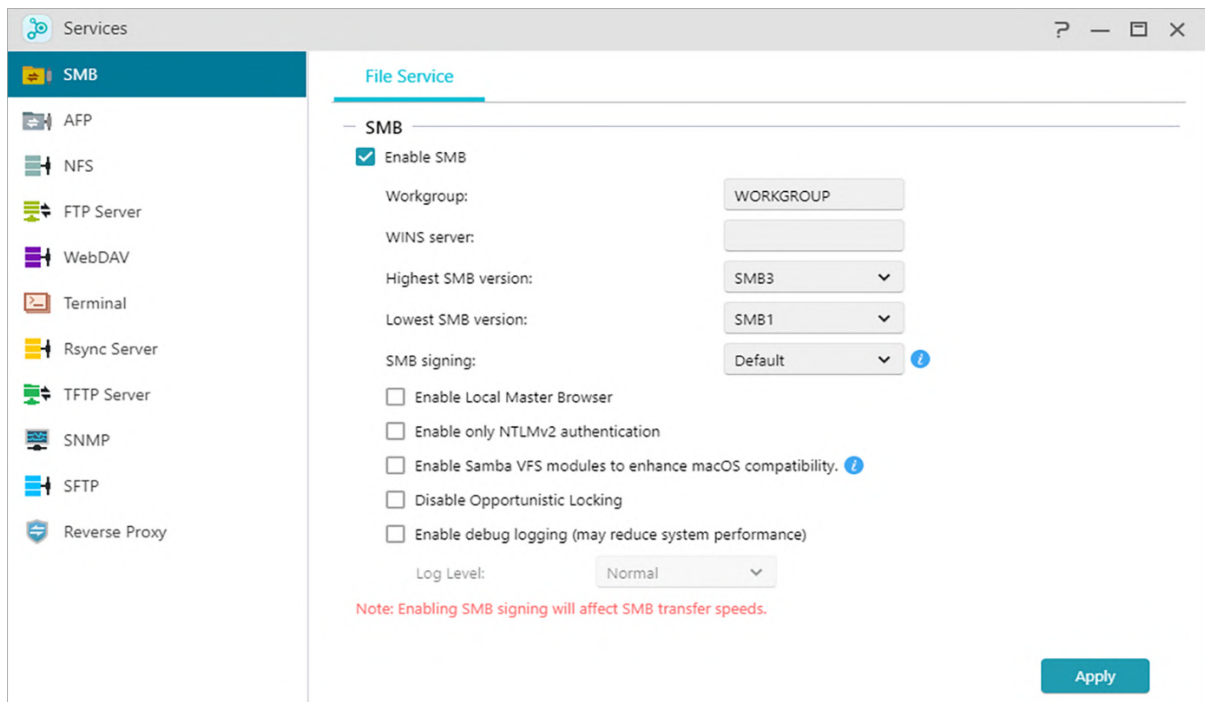 Services
SMB
AFP
NFS
FTP Server
WebDAV
Terminal
Rsync Server
TFTP Server
SNMP
SFTP
Reverse Proxy
File Service
SMB
Enable SMB
Workgroup: WORKGROUP
WINS server:
Highest SMB version: SMB3
Lowest SMB version: SMB1
SMB signing: Default
Enable Local Master Browser
Enable only NTLMv2 authentication
Enable Samba VFS modules to enhance macOS compatibility.
Disable Opportunistic Locking
Enable debug logging (may reduce system performance)
Log Level: Normal
Note: Enabling SMB signing will affect SMB transfer speeds.
Apply